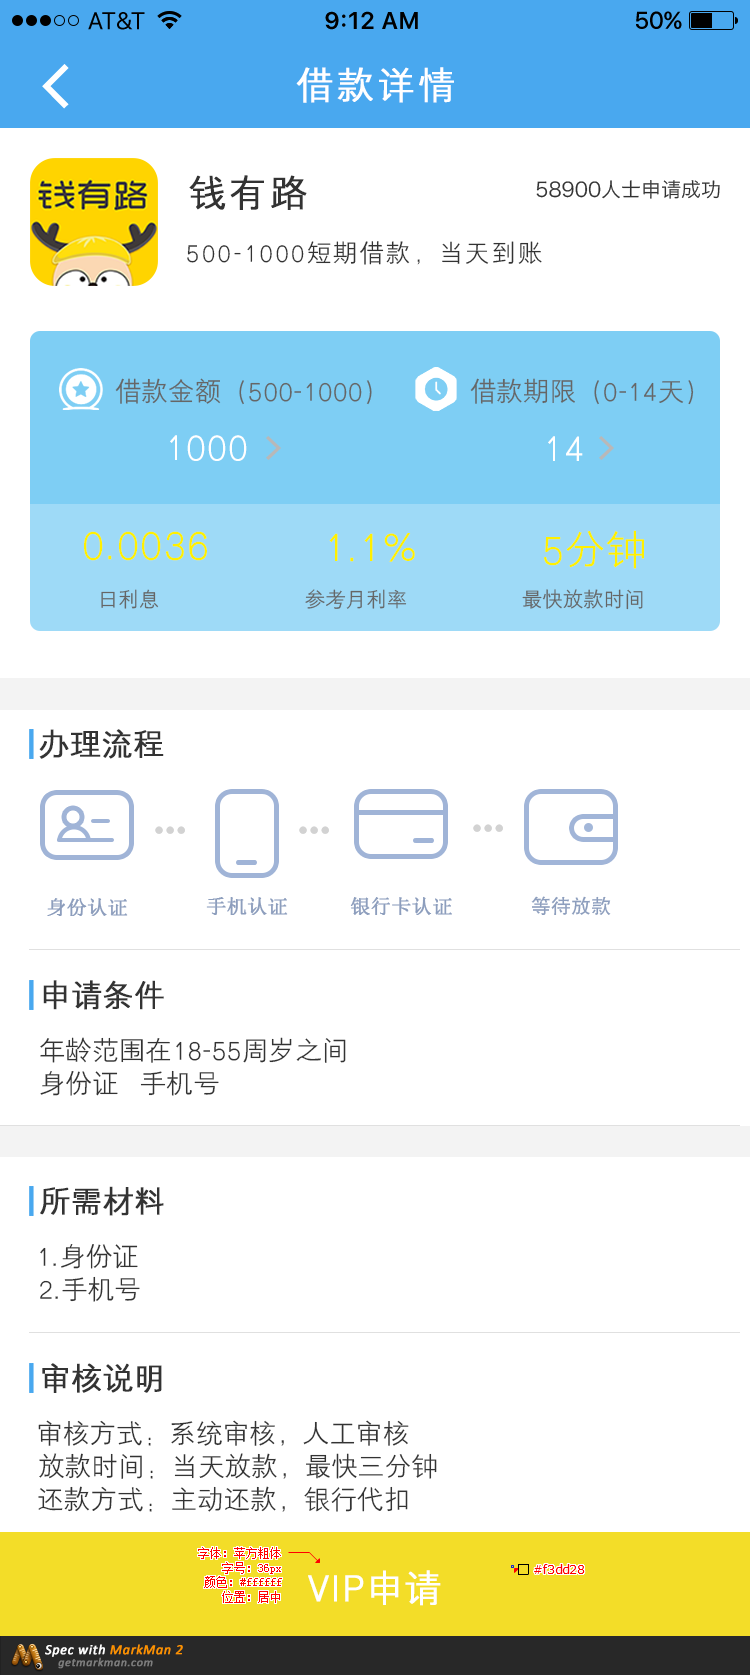 AT&T 9:12 AM 50%
借款详情
钱有路
钱有路
58900人士申请成功
500-1000短期借款，当天到账
借款金额（500-1000） 借款期限（0-14天）
1000 14
0.0036 1.1% 5分钟
日利息 参考月利率 最快放款时间
办理流程
身份认证 手机认证 银行卡认证 等待放款
申请条件
年龄范围在18-55周岁之间
身份证 手机号
所需材料
1.身份证
2.手机号
审核说明
审核方式：系统审核，人工审核
放款时间：当天放款，最快三分钟
还款方式：主动还款，银行代扣
字体：苹方粗体
字号：36px
颜色：#ffffff
位置：居中
VIP申请
#f3dd28
Spec with MarkMan 2
getmarkman.com